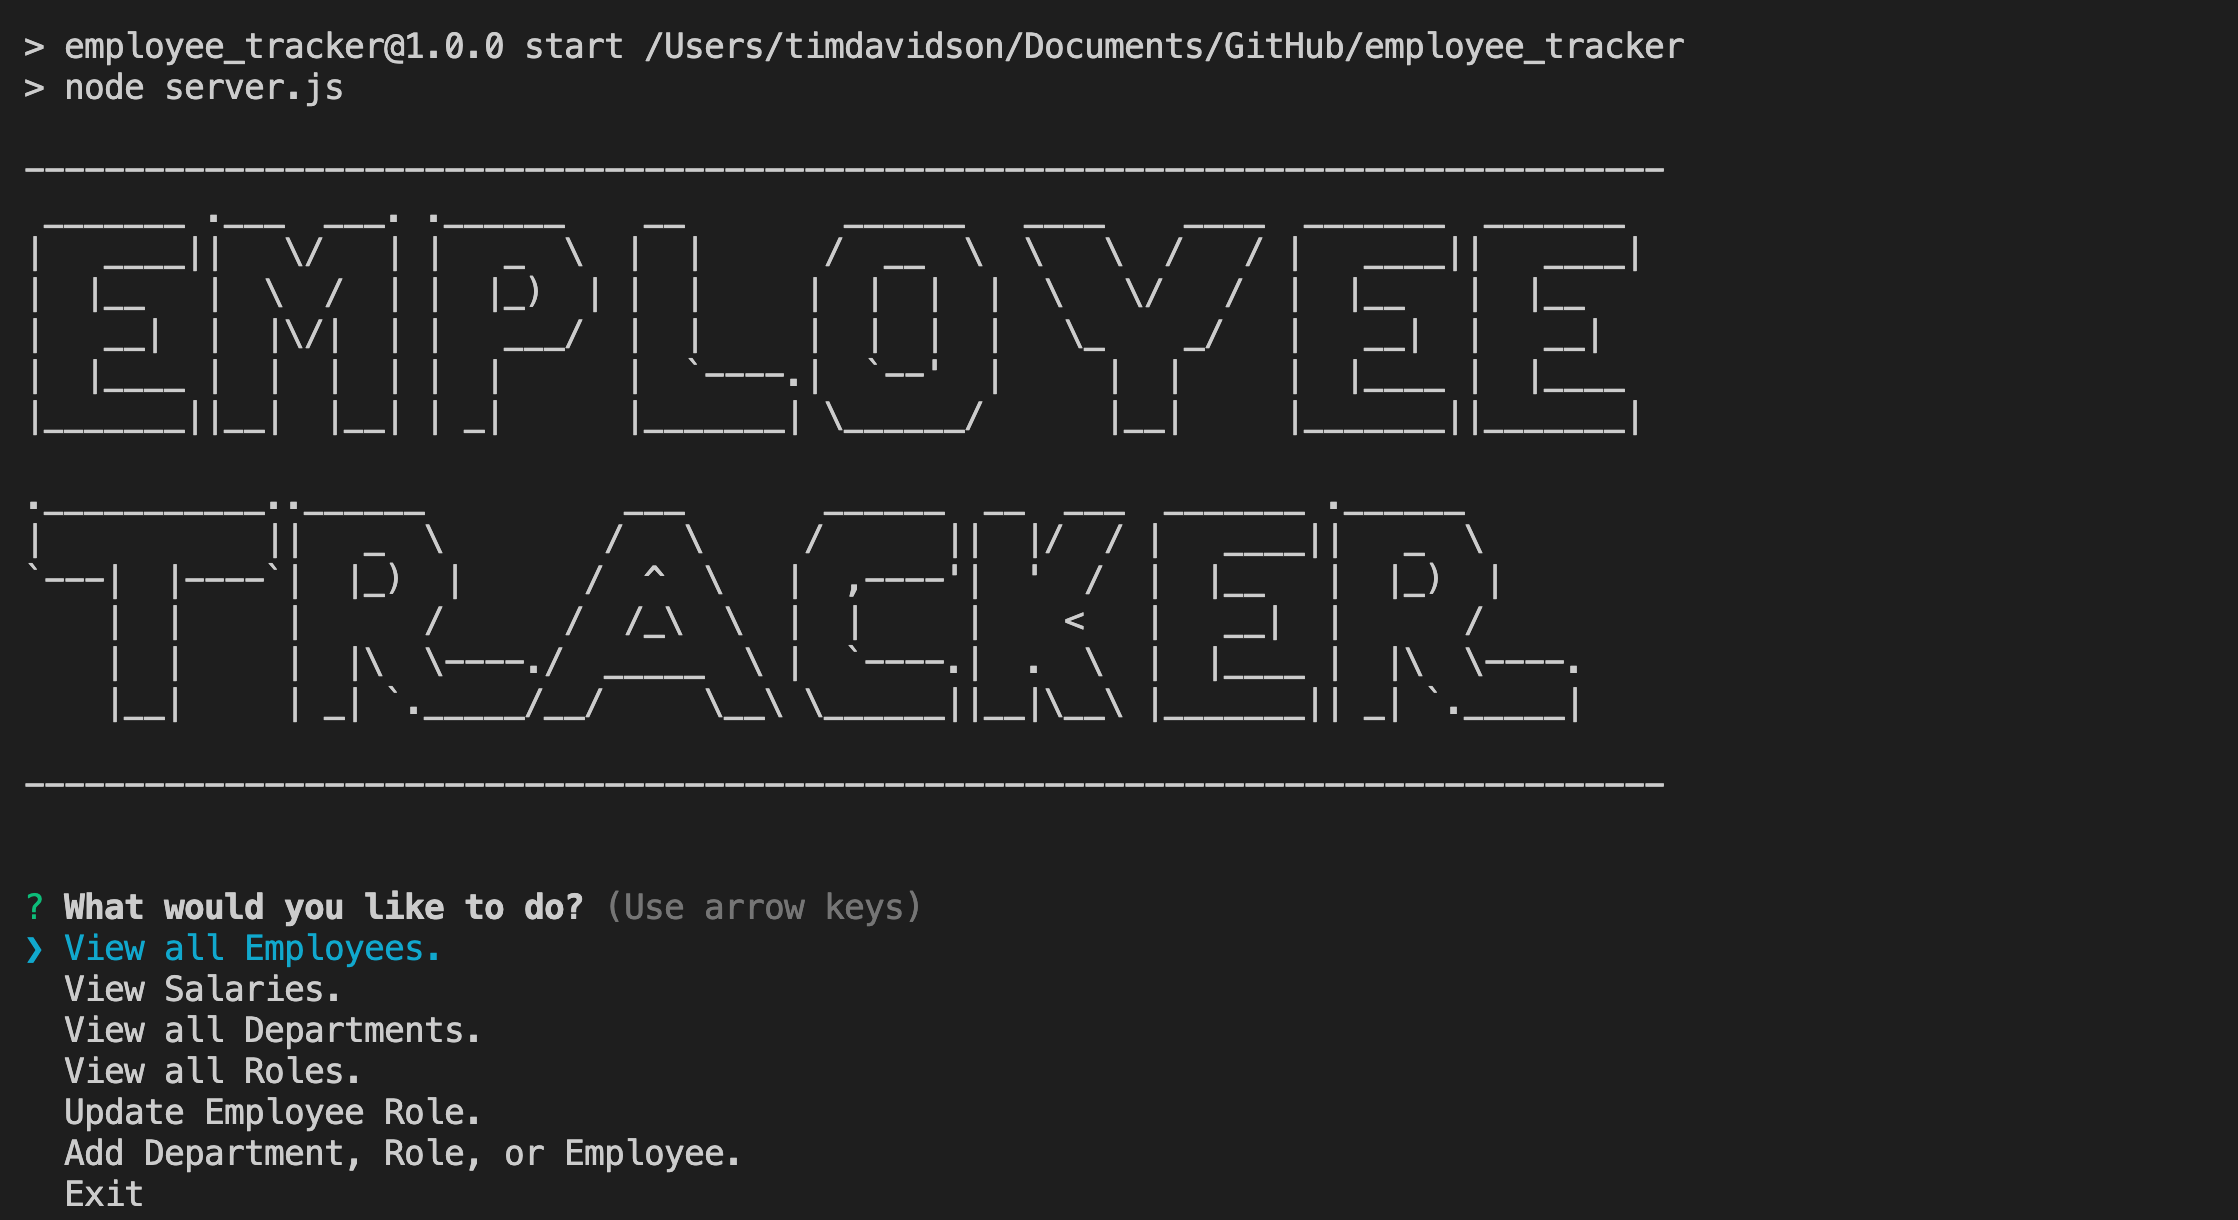 > employee_tracker@1.0.0 start /Users/timdavidson/Documents/GitHub/employee_tracker
> node server.js
EMPLOYEE
TRACKER
? What would you like to do? (Use arrow keys)
❯ View all Employees.
View Salaries.
View all Departments.
View all Roles.
Update Employee Role.
Add Department, Role, or Employee.
Exit